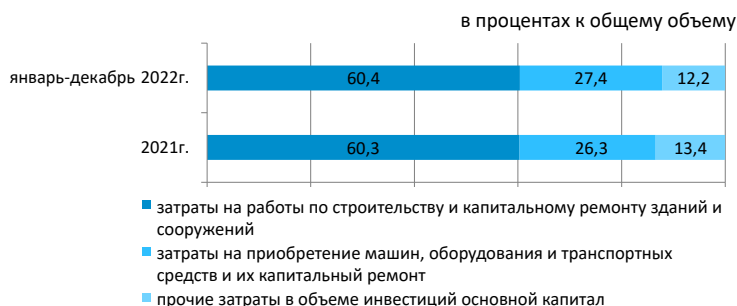 в процентах к общему объему
январь-декабрь 2022г.
60,4
27,4
12,2
2021г.
60,3
26,3
13,4
затраты на работы по строительству и капитальному ремонту зданий и
сооружений
затраты на приобретение машин, оборудования и транспортных
средств и их капитальный ремонт
прочие затраты в объеме инвестиций основной капитал